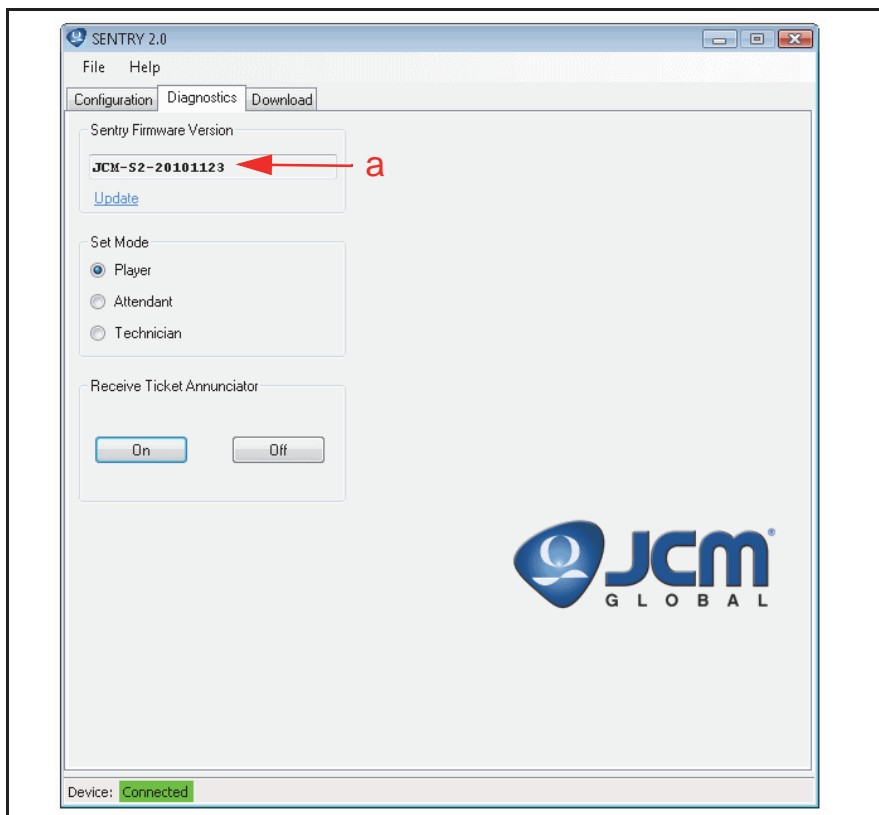 SENTRY 2.0
File Help
Configuration Diagnostics Download
Sentry Firmware Version
JCM-S2-20101123
a
Update
Set Mode
Player
Attendant
Technician
Receive Ticket Annunciator
On Off
JCM®
GLOBAL
Device: Connected